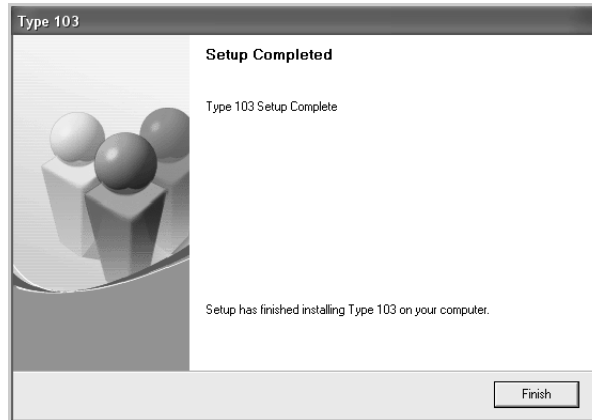 Type 103
Setup Completed
Type 103 Setup Complete
Setup has finished installing Type 103 on your computer.
Finish